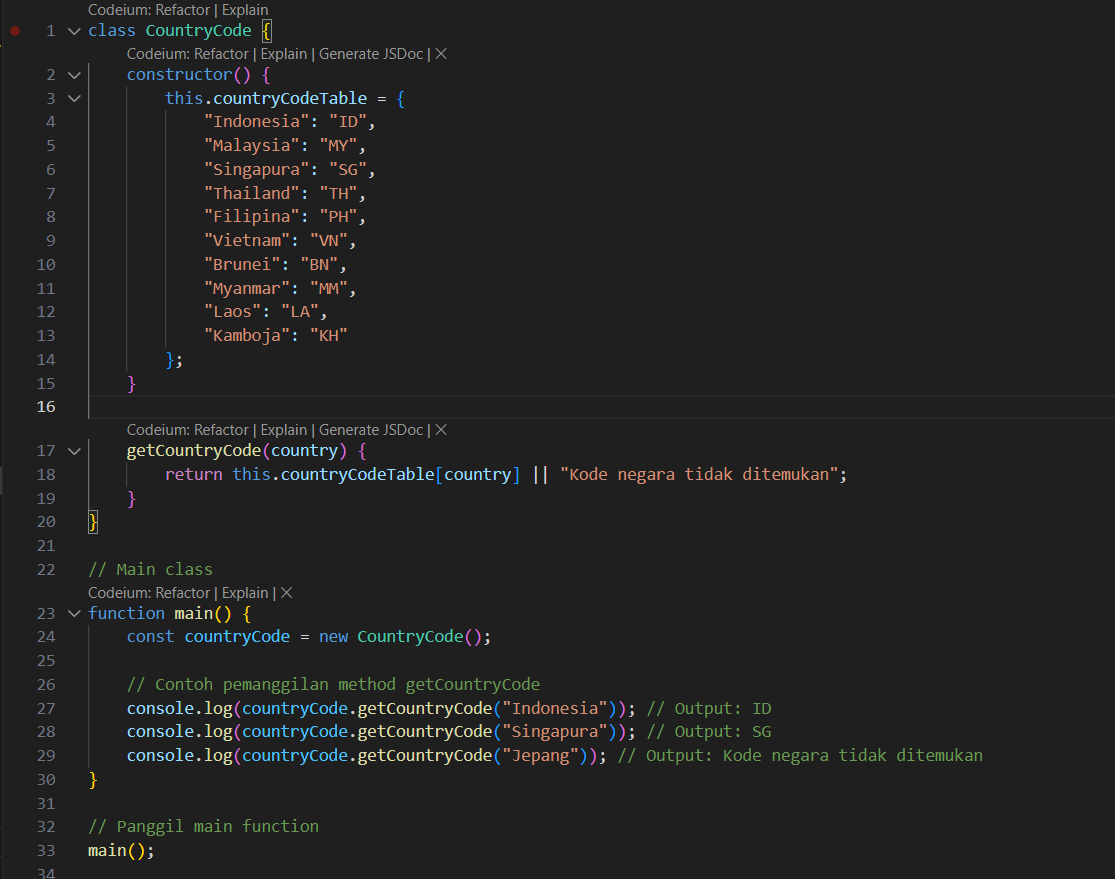 Codeium: Refactor | Explain
1 class CountryCode {
Codeium: Refactor | Explain | Generate JSDoc | ✕
2 constructor() {
3 this.countryCodeTable = {
4 "Indonesia": "ID",
5 "Malaysia": "MY",
6 "Singapura": "SG",
7 "Thailand": "TH",
8 "Filipina": "PH",
9 "Vietnam": "VN",
10 "Brunei": "BN",
11 "Myanmar": "MM",
12 "Laos": "LA",
13 "Kamboja": "KH"
14 };
15 }
16
Codeium: Refactor | Explain | Generate JSDoc | ✕
17 getCountryCode(country) {
18 return this.countryCodeTable[country] || "Kode negara tidak ditemukan";
19 }
20 }
21
22 // Main class
Codeium: Refactor | Explain | ✕
23 function main() {
24 const countryCode = new CountryCode();
25
26 // Contoh pemanggilan method getCountryCode
27 console.log(countryCode.getCountryCode("Indonesia")); // Output: ID
28 console.log(countryCode.getCountryCode("Singapura")); // Output: SG
29 console.log(countryCode.getCountryCode("Jepang")); // Output: Kode negara tidak ditemukan
30 }
31
32 // Panggil main function
33 main();
34